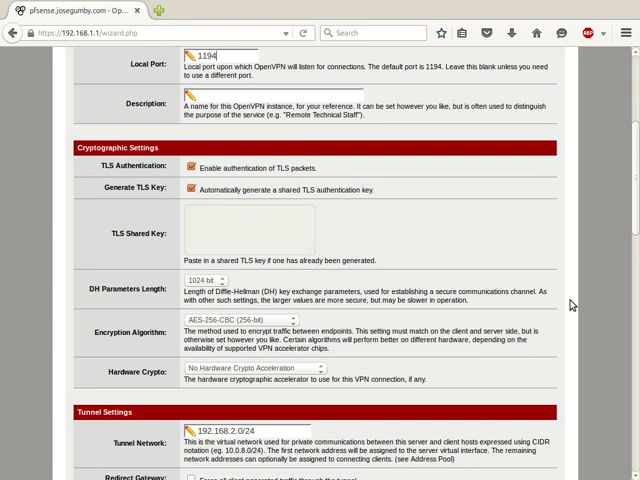 pfsense.josegumby.com - Op...
https://192.168.1.1/wizard.php
Search
ABP
Local Port:
1194
Local port upon which OpenVPN will listen for connections. The default port is 1194. Leave this blank unless you need
to use a different port.
Description:
A name for this OpenVPN instance, for your reference. It can be set however you like, but is often used to distinguish
the purpose of the service (e.g. "Remote Technical Staff").
Cryptographic Settings
TLS Authentication:
Enable authentication of TLS packets.
Generate TLS Key:
Automatically generate a shared TLS authentication key.
TLS Shared Key:
Paste in a shared TLS key if one has already been generated.
DH Parameters Length:
1024 bit
Length of Diffie-Hellman (DH) key exchange parameters, used for establishing a secure communications channel. As
with other such settings, the larger values are more secure, but may be slower in operation.
Encryption Algorithm:
AES-256-CBC (256-bit)
The method used to encrypt traffic between endpoints. This setting must match on the client and server side, but is
otherwise set however you like. Certain algorithms will perform better on different hardware, depending on the
availability of supported VPN accelerator chips.
Hardware Crypto:
No Hardware Crypto Acceleration
The hardware cryptographic accelerator to use for this VPN connection, if any.
Tunnel Settings
Tunnel Network:
192.168.2.0/24
This is the virtual network used for private communications between this server and client hosts expressed using CIDR
notation (eg. 10.0.8.0/24). The first network address will be assigned to the server virtual interface. The remaining
network addresses can optionally be assigned to connecting clients. (see Address Pool)
Redirect Gateway:
Force all client generated traffic through the tunnel.